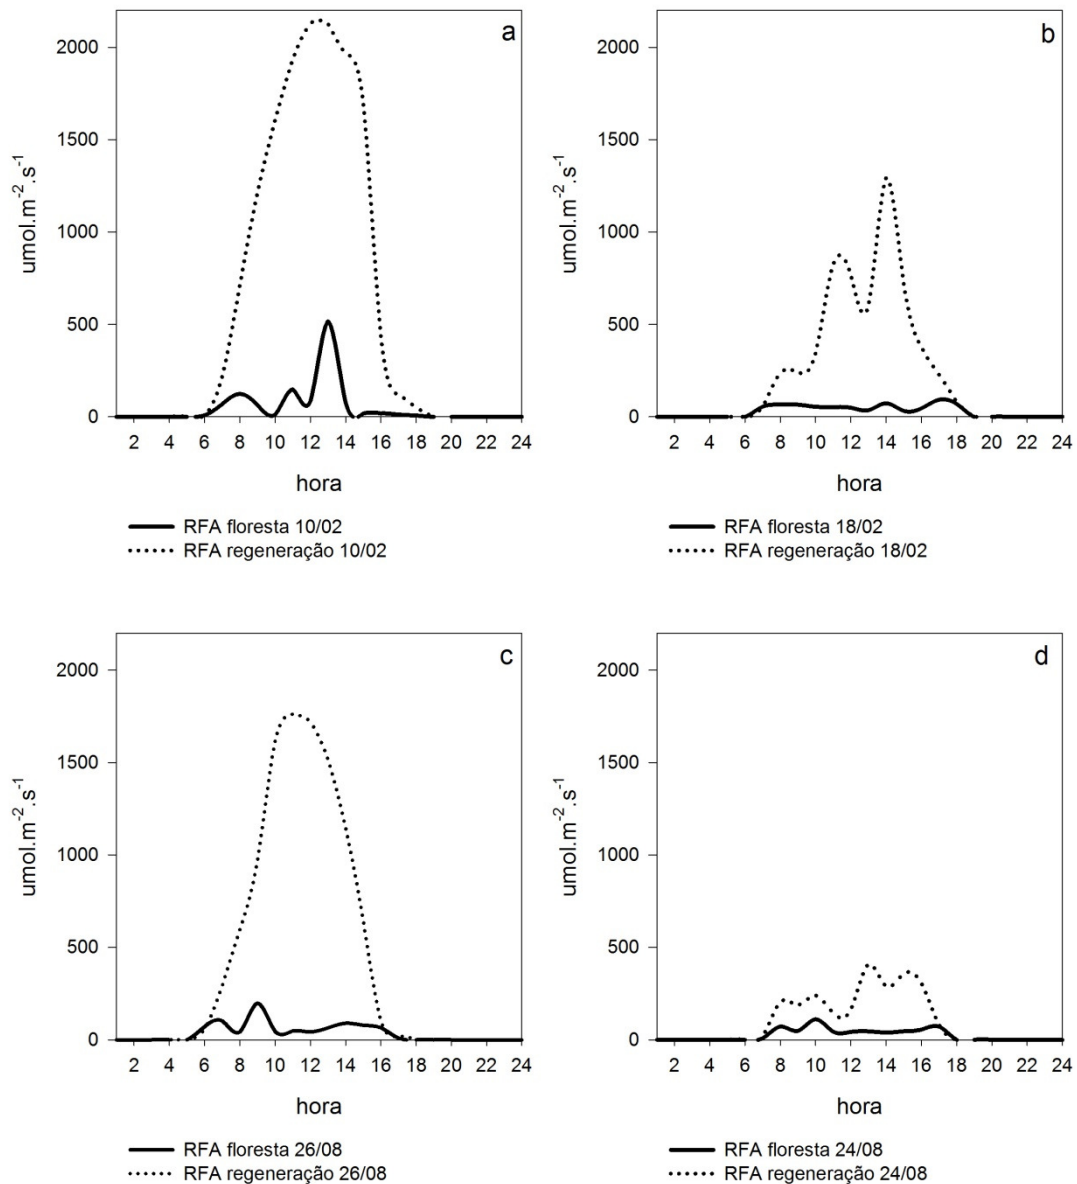 a
2000
1500
1000
500
0
umol.m⁻².s⁻¹
2 4 6 8 10 12 14 16 18 20 22 24
hora
RFA floresta 10/02
RFA regeneração 10/02
b
2000
1500
1000
500
0
umol.m⁻².s⁻¹
2 4 6 8 10 12 14 16 18 20 22 24
hora
RFA floresta 18/02
RFA regeneração 18/02
c
2000
1500
1000
500
0
umol.m⁻².s⁻¹
2 4 6 8 10 12 14 16 18 20 22 24
hora
RFA floresta 26/08
RFA regeneração 26/08
d
2000
1500
1000
500
0
umol.m⁻².s⁻¹
2 4 6 8 10 12 14 16 18 20 22 24
hora
RFA floresta 24/08
RFA regeneração 24/08